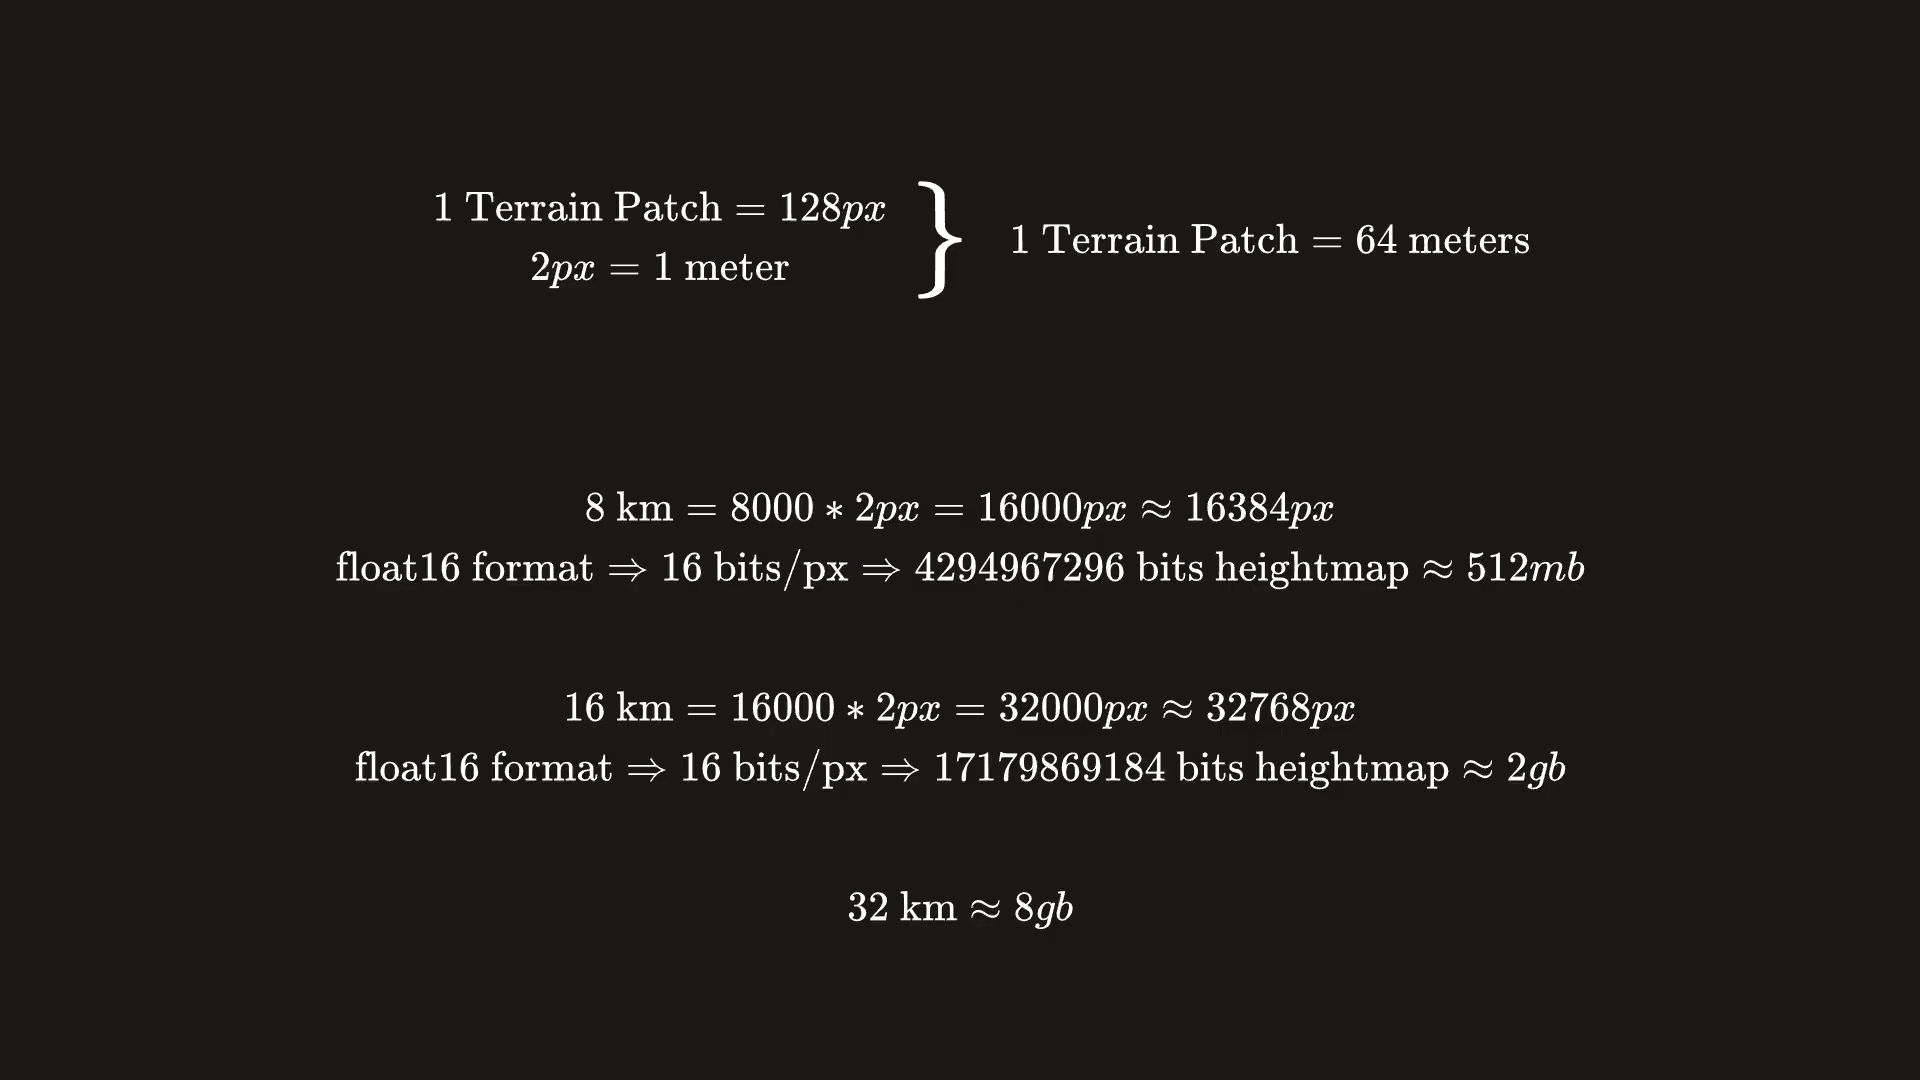 1 Terrain Patch = 128px
2px = 1 meter
} 1 Terrain Patch = 64 meters
8 km = 8000 * 2px = 16000px ≈ 16384px
float16 format ⇒ 16 bits/px ⇒ 4294967296 bits heightmap ≈ 512mb
16 km = 16000 * 2px = 32000px ≈ 32768px
float16 format ⇒ 16 bits/px ⇒ 17179869184 bits heightmap ≈ 2gb
32 km ≈ 8gb